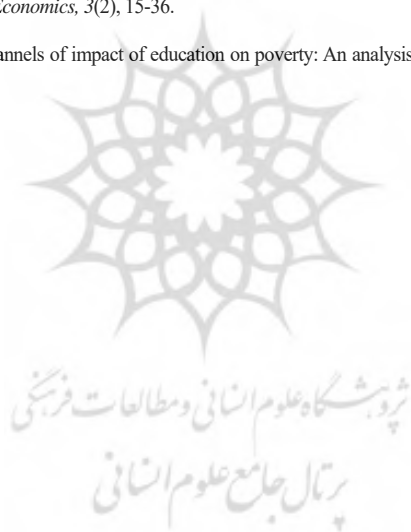 Economics, 3(2), 15-36.
annels of impact of education on poverty: An analysis
پژوهشگاه علوم انسانی و مطالعات فرهنگی
پرتال جامع علوم انسانی